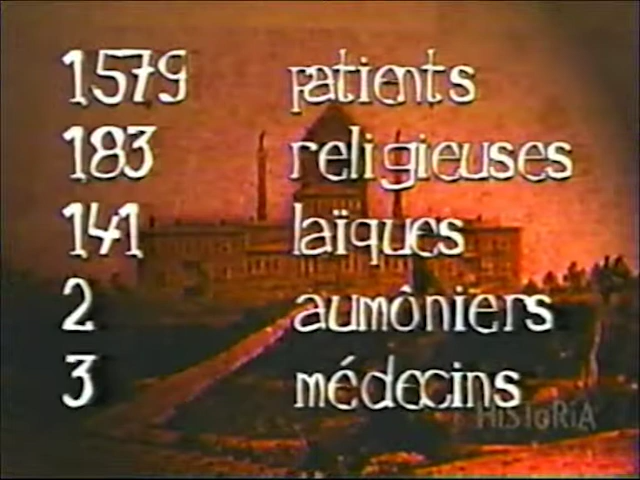 1579 patients
183 religieuses
141 laïques
2 aumôniers
3 médecins
HiSToRiA